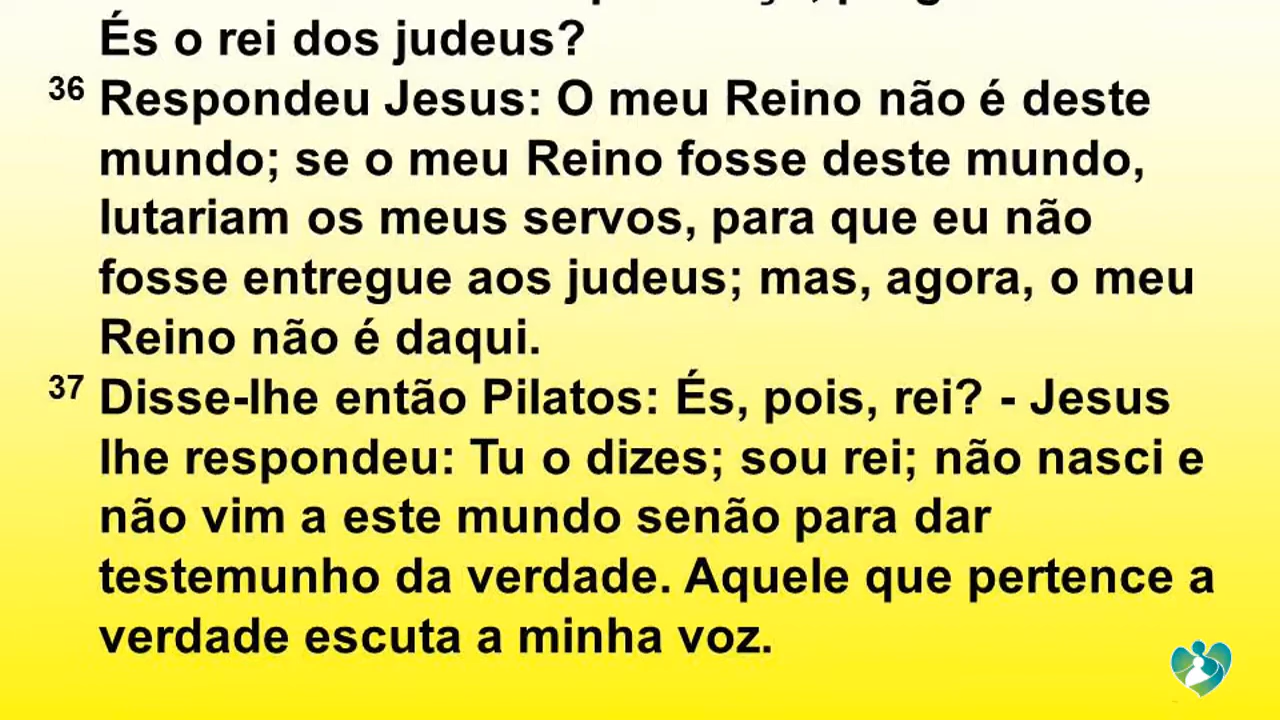 És o rei dos judeus?
36 Respondeu Jesus: O meu Reino não é deste
mundo; se o meu Reino fosse deste mundo,
lutariam os meus servos, para que eu não
fosse entregue aos judeus; mas, agora, o meu
Reino não é daqui.
37 Disse-lhe então Pilatos: És, pois, rei? - Jesus
lhe respondeu: Tu o dizes; sou rei; não nasci e
não vim a este mundo senão para dar
testemunho da verdade. Aquele que pertence a
verdade escuta a minha voz.